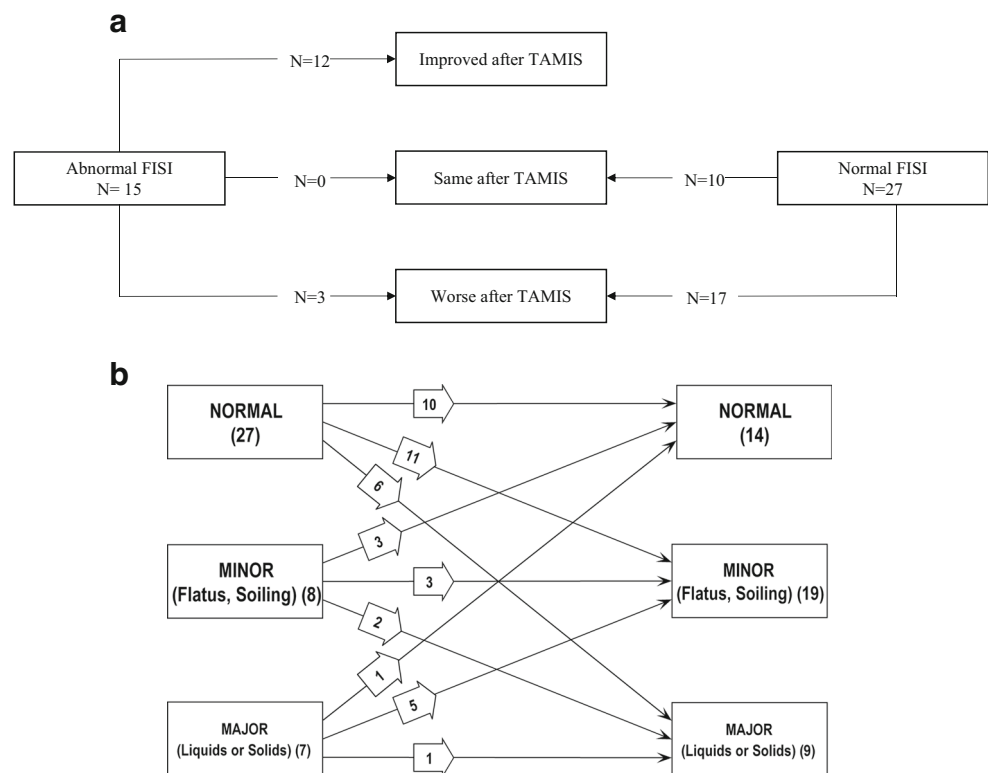 a
N=12
Improved after TAMIS
Abnormal FISI
N= 15
N=0
Same after TAMIS
N=10
Normal FISI
N=27
N=3
Worse after TAMIS
N=17
b
NORMAL
(27)
10
11
6
NORMAL
(14)
MINOR
(Flatus, Soiling) (8)
3
3
2
MINOR
(Flatus, Soiling) (19)
MAJOR
(Liquids or Solids) (7)
1
5
1
MAJOR
(Liquids or Solids) (9)